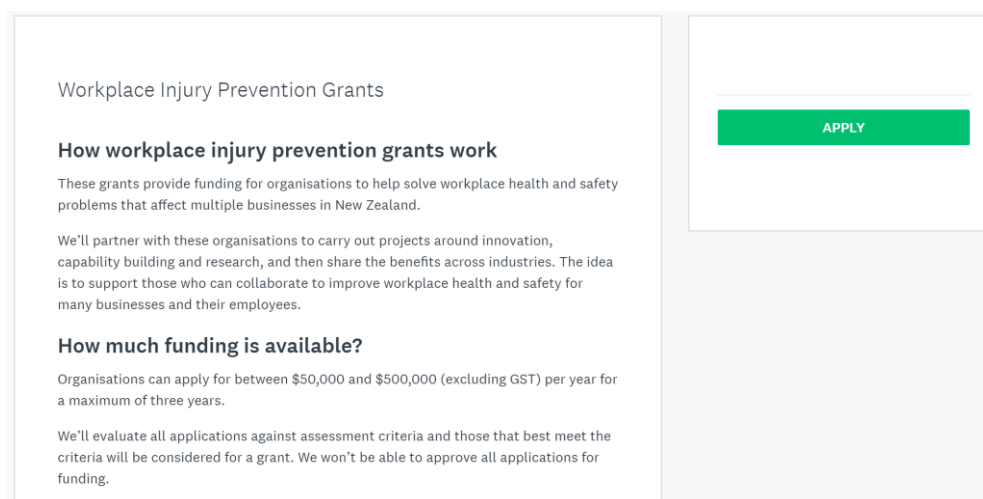 Workplace Injury Prevention Grants
How workplace injury prevention grants work
These grants provide funding for organisations to help solve workplace health and safety
problems that affect multiple businesses in New Zealand.
We'll partner with these organisations to carry out projects around innovation,
capability building and research, and then share the benefits across industries. The idea
is to support those who can collaborate to improve workplace health and safety for
many businesses and their employees.
How much funding is available?
Organisations can apply for between $50,000 and $500,000 (excluding GST) per year for
a maximum of three years.
We'll evaluate all applications against assessment criteria and those that best meet the
criteria will be considered for a grant. We won't be able to approve all applications for
funding.
APPLY